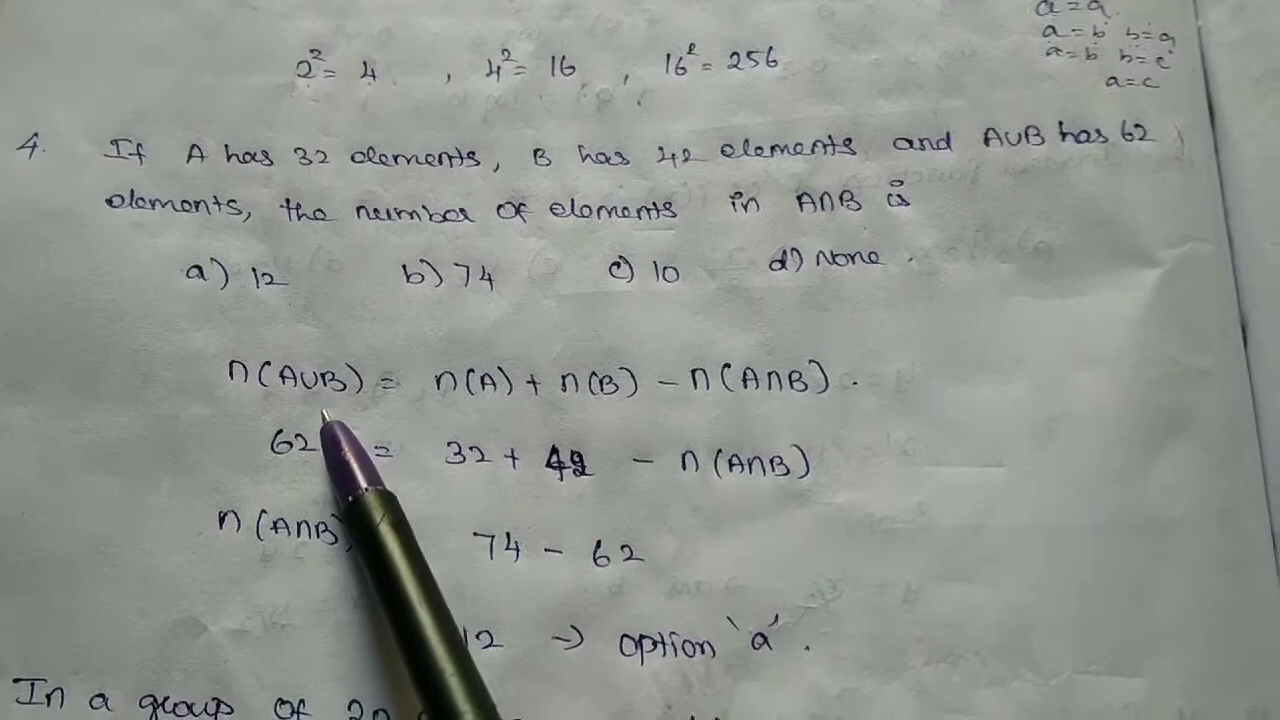 a=a
a=b b=a
a=b b=c
a=c
2²= 4 , 4²= 16 , 16²= 256
4. If A has 32 elements, B has 42 elements and AUB has 62
elements, the number of elements in A∩B is
a) 12 b) 74 c) 10 d) None .
n(AUB) = n(A) + n(B) - n(A∩B) .
62 = 32 + 42 - n(A∩B)
n(A∩B) 74 - 62
12 → option 'a' .
In a group of 20